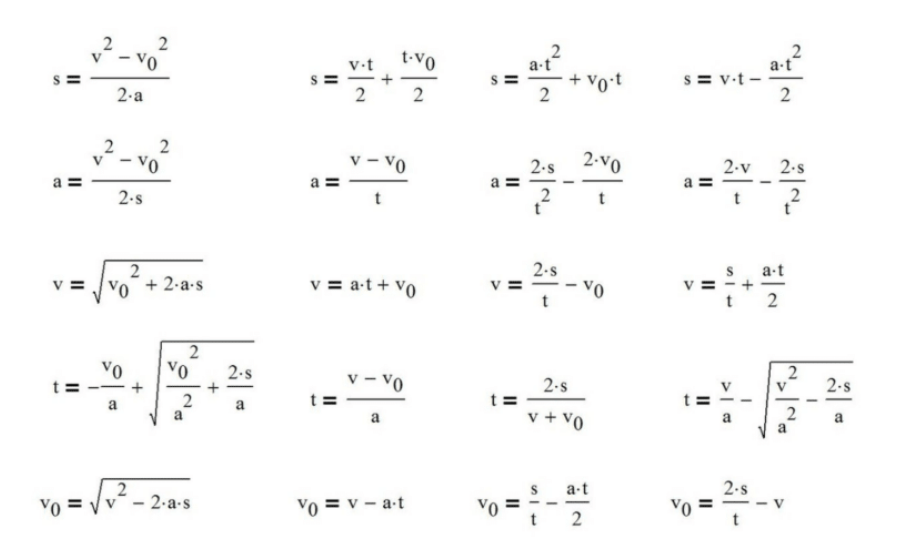 s = (v² − v₀²)/(2·a)    s = (v·t)/2 + (t·v₀)/2    s = (a·t²)/2 + v₀·t    s = v·t − (a·t²)/2
a = (v² − v₀²)/(2·s)    a = (v − v₀)/t    a = (2·s)/t² − (2·v₀)/t    a = (2·v)/t − (2·s)/t²
v = √(v₀² + 2·a·s)    v = a·t + v₀    v = (2·s)/t − v₀    v = s/t + (a·t)/2
t = −v₀/a + √(v₀²/a² + (2·s)/a)    t = (v − v₀)/a    t = (2·s)/(v + v₀)    t = v/a − √(v²/a² − (2·s)/a)
v₀ = √(v² − 2·a·s)    v₀ = v − a·t    v₀ = s/t − (a·t)/2    v₀ = (2·s)/t − v